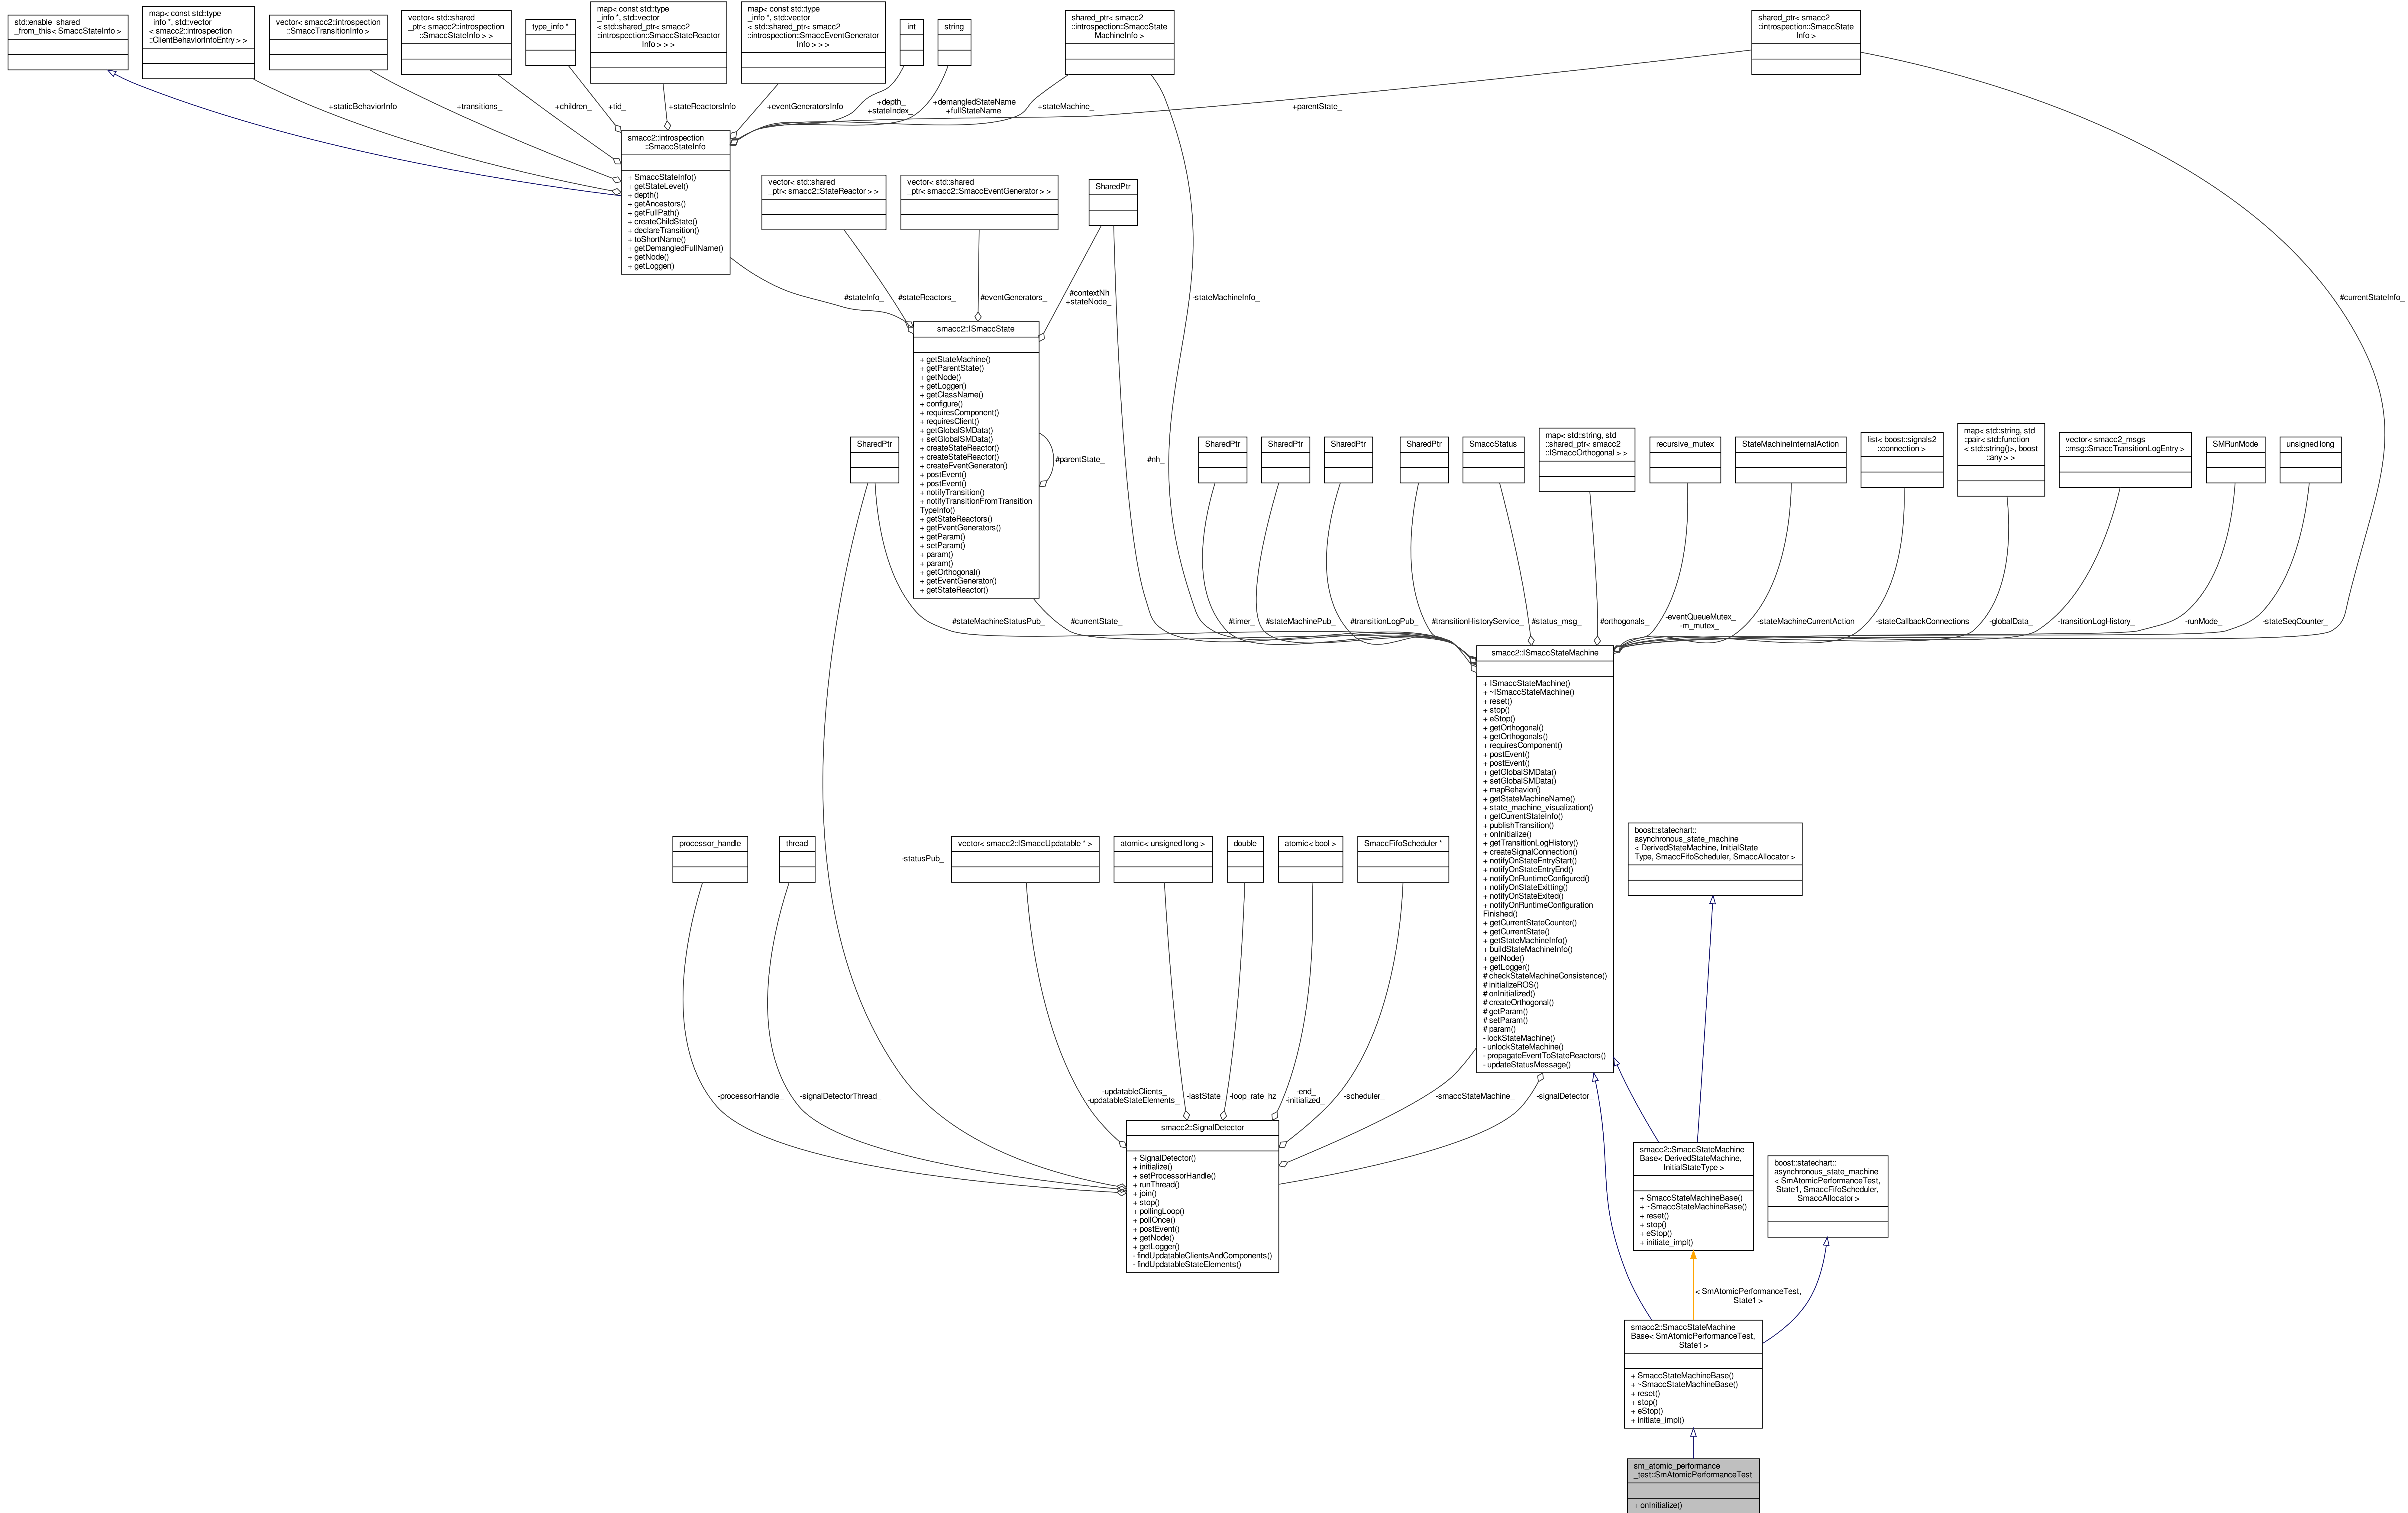 std::enable_shared
_from_this< SmaccStateInfo >
map< const std::type
_info *, std::vector
< smacc2::introspection
::ClientBehaviorInfoEntry > >
vector< smacc2::introspection
::SmaccTransitionInfo >
vector< std::shared
_ptr< smacc2::introspection
::SmaccStateInfo > >
type_info *
map< const std::type
_info *, std::vector
< std::shared_ptr< smacc2
::introspection::SmaccStateReactor
Info > > >
map< const std::type
_info *, std::vector
< std::shared_ptr< smacc2
::introspection::SmaccEventGenerator
Info > > >
int
string
shared_ptr< smacc2
::introspection::SmaccState
MachineInfo >
shared_ptr< smacc2
::introspection::SmaccState
Info >
+staticBehaviorInfo
+transitions_
+children_
+tid_
+stateReactorsInfo
+eventGeneratorsInfo
+depth_
+stateIndex_
+demangledStateName
+fullStateName
+stateMachine_
+parentState_
smacc2::introspection
::SmaccStateInfo
+ SmaccStateInfo()
+ getStateLevel()
+ depth()
+ getAncestors()
+ getFullPath()
+ createChildState()
+ declareTransition()
+ toShortName()
+ getDemangledFullName()
+ getNode()
+ getLogger()
vector< std::shared
_ptr< smacc2::StateReactor > >
vector< std::shared
_ptr< smacc2::SmaccEventGenerator > >
SharedPtr
#stateInfo_
#stateReactors_
#eventGenerators_
#contextNh
+stateNode_
-stateMachineInfo_
#currentStateInfo_
smacc2::ISmaccState
+ getStateMachine()
+ getParentState()
+ getNode()
+ getLogger()
+ getClassName()
+ configure()
+ requiresComponent()
+ requiresClient()
+ getGlobalSMData()
+ setGlobalSMData()
+ createStateReactor()
+ createStateReactor()
+ createEventGenerator()
+ postEvent()
+ postEvent()
+ notifyTransition()
+ notifyTransitionFromTransition
TypeInfo()
+ getStateReactors()
+ getEventGenerators()
+ getParam()
+ setParam()
+ param()
+ param()
+ getOrthogonal()
+ getEventGenerator()
+ getStateReactor()
#parentState_
#nh_
SharedPtr
SharedPtr
SharedPtr
SharedPtr
SharedPtr
SmaccStatus
map< std::string, std
::shared_ptr< smacc2
::ISmaccOrthogonal > >
recursive_mutex
StateMachineInternalAction
list< boost::signals2
::connection >
map< std::string, std
::pair< std::function
< std::string()>, boost
::any > >
vector< smacc2_msgs
::msg::SmaccTransitionLogEntry >
SMRunMode
unsigned long
#stateMachineStatusPub_
#currentState_
#timer_
#stateMachinePub_
#transitionLogPub_
#transitionHistoryService_
#status_msg_
#orthogonals_
-eventQueueMutex_
-m_mutex_
-stateMachineCurrentAction
-stateCallbackConnections
-globalData_
-transitionLogHistory_
-runMode_
-stateSeqCounter_
smacc2::ISmaccStateMachine
+ ISmaccStateMachine()
+ ~ISmaccStateMachine()
+ reset()
+ stop()
+ eStop()
+ getOrthogonal()
+ getOrthogonals()
+ requiresComponent()
+ postEvent()
+ postEvent()
+ getGlobalSMData()
+ setGlobalSMData()
+ mapBehavior()
+ getStateMachineName()
+ state_machine_visualization()
+ getCurrentStateInfo()
+ publishTransition()
+ onInitialize()
+ getTransitionLogHistory()
+ createSignalConnection()
+ notifyOnStateEntryStart()
+ notifyOnStateEntryEnd()
+ notifyOnRuntimeConfigured()
+ notifyOnStateExitting()
+ notifyOnStateExited()
+ notifyOnRuntimeConfiguration
Finished()
+ getCurrentStateCounter()
+ getCurrentState()
+ getStateMachineInfo()
+ buildStateMachineInfo()
+ getNode()
+ getLogger()
# checkStateMachineConsistence()
# initializeROS()
# onInitialized()
# createOrthogonal()
# getParam()
# setParam()
# param()
- lockStateMachine()
- unlockStateMachine()
- propagateEventToStateReactors()
- updateStatusMessage()
processor_handle
thread
-statusPub_
vector< smacc2::ISmaccUpdatable * >
atomic< unsigned long >
double
atomic< bool >
SmaccFifoScheduler *
boost::statechart::
asynchronous_state_machine
< DerivedStateMachine, InitialState
Type, SmaccFifoScheduler, SmaccAllocator >
-processorHandle_
-signalDetectorThread_
-updatableClients_
-updatableStateElements_
-lastState_
-loop_rate_hz
-end_
-initialized_
-scheduler_
-smaccStateMachine_
-signalDetector_
smacc2::SignalDetector
+ SignalDetector()
+ initialize()
+ setProcessorHandle()
+ runThread()
+ join()
+ stop()
+ pollingLoop()
+ pollOnce()
+ postEvent()
+ getNode()
+ getLogger()
- findUpdatableClientsAndComponents()
- findUpdatableStateElements()
smacc2::SmaccStateMachine
Base< DerivedStateMachine,
InitialStateType >
+ SmaccStateMachineBase()
+ ~SmaccStateMachineBase()
+ reset()
+ stop()
+ eStop()
+ initiate_impl()
boost::statechart::
asynchronous_state_machine
< SmAtomicPerformanceTest,
State1, SmaccFifoScheduler,
SmaccAllocator >
< SmAtomicPerformanceTest,
State1 >
smacc2::SmaccStateMachine
Base< SmAtomicPerformanceTest,
State1 >
+ SmaccStateMachineBase()
+ ~SmaccStateMachineBase()
+ reset()
+ stop()
+ eStop()
+ initiate_impl()
sm_atomic_performance
_test::SmAtomicPerformanceTest
+ onInitialize()